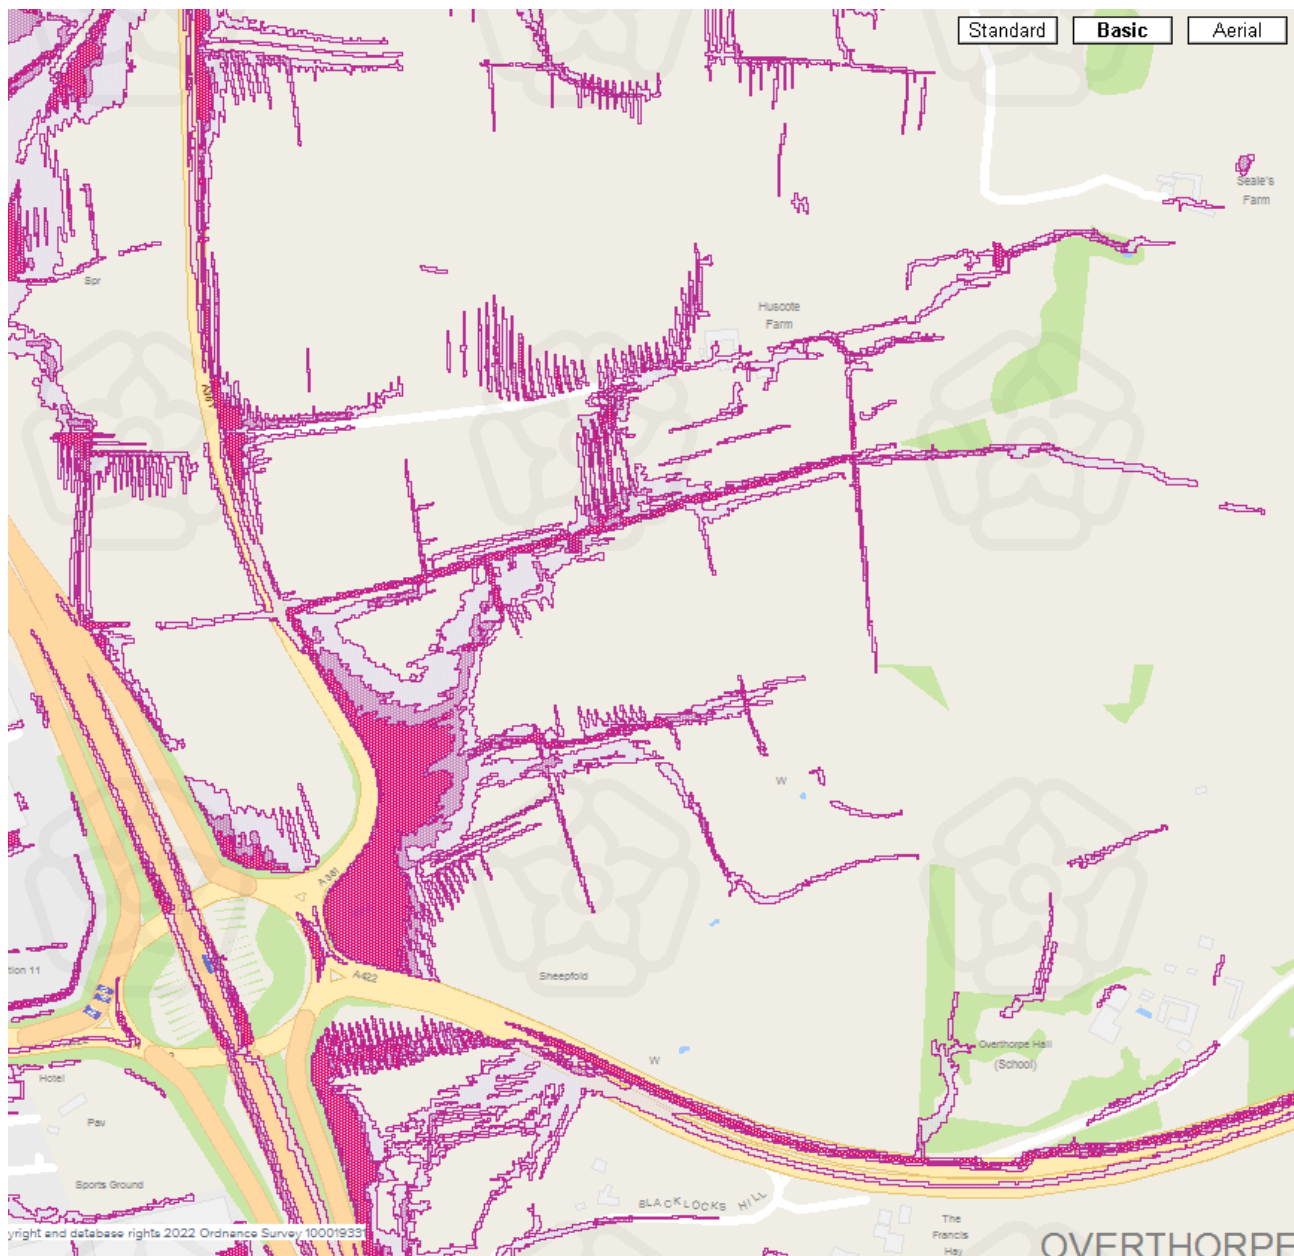 Standard Basic Aerial
Seale's
Farm
Spr
Huscote
Farm
A361
W
A361
tion 11
A422
Sheepfold
W
Overthorpe Hall
(School)
Hotel
Pav
Sports Ground
BLACKLOCKS HILL
The
Francis
Hay
yright and database rights 2022 Ordnance Survey 10001933
OVERTHORPE